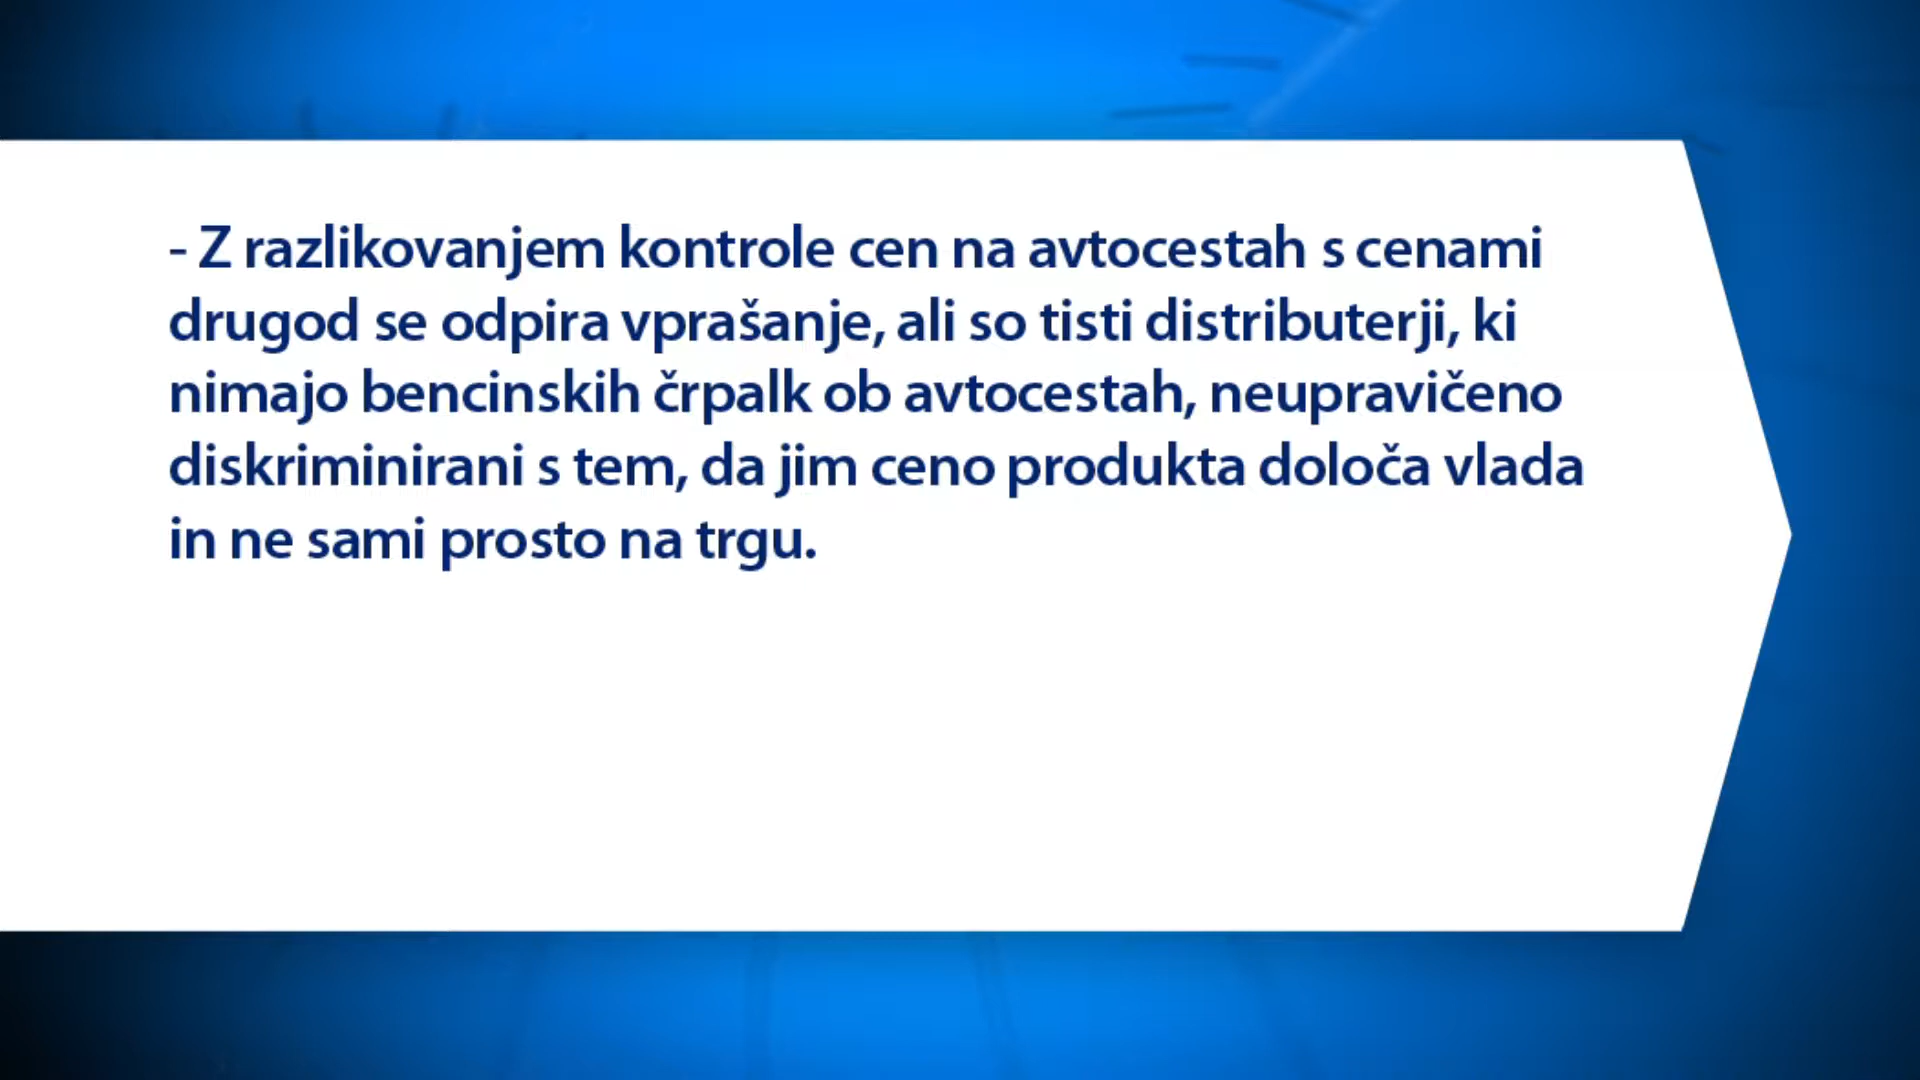 - Z razlikovanjem kontrole cen na avtocestah s cenami
drugod se odpira vprašanje, ali so tisti distributerji, ki
nimajo bencinskih črpalk ob avtocestah, neupravičeno
diskriminirani s tem, da jim ceno produkta določa vlada
in ne sami prosto na trgu.